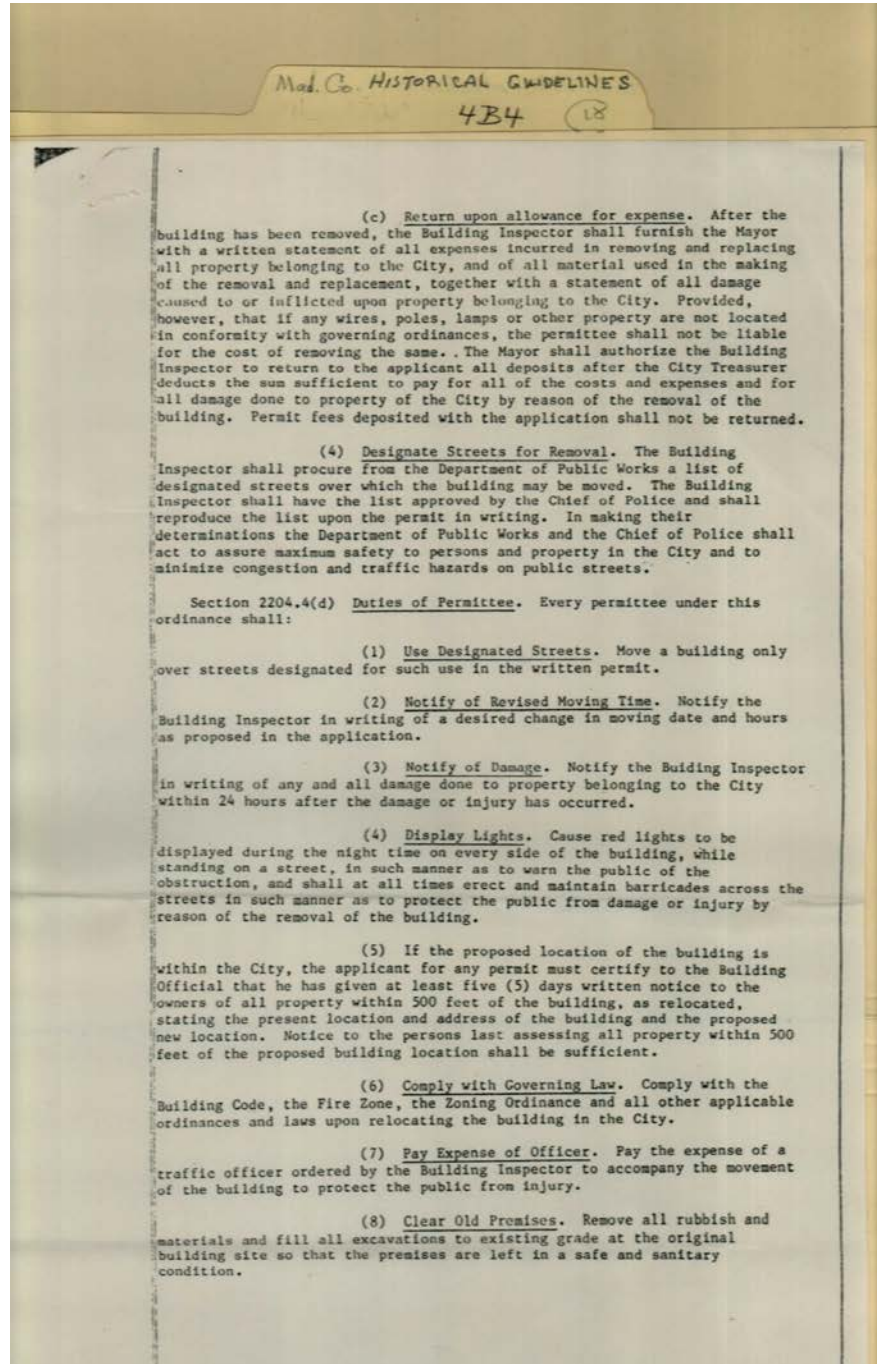 Mad. Co. HISTORICAL GUIDELINES
4B4 18
(c) Return upon allowance for expense. After the
building has been removed, the Building Inspector shall furnish the Mayor
with a written statement of all expenses incurred in removing and replacing
all property belonging to the City, and of all material used in the making
of the removal and replacement, together with a statement of all damage
caused to or inflicted upon property belonging to the City. Provided,
however, that if any wires, poles, lamps or other property are not located
in conformity with governing ordinances, the permittee shall not be liable
for the cost of removing the same. . The Mayor shall authorize the Building
Inspector to return to the applicant all deposits after the City Treasurer
deducts the sum sufficient to pay for all of the costs and expenses and for
all damage done to property of the City by reason of the removal of the
building. Permit fees deposited with the application shall not be returned.
(4) Designate Streets for Removal. The Building
Inspector shall procure from the Department of Public Works a list of
designated streets over which the building may be moved. The Building
Inspector shall have the list approved by the Chief of Police and shall
reproduce the list upon the permit in writing. In making their
determinations the Department of Public Works and the Chief of Police shall
act to assure maximum safety to persons and property in the City and to
minimize congestion and traffic hazards on public streets.
Section 2204.4(d) Duties of Permittee. Every permittee under this
ordinance shall:
(1) Use Designated Streets. Move a building only
over streets designated for such use in the written permit.
(2) Notify of Revised Moving Time. Notify the
Building Inspector in writing of a desired change in moving date and hours
as proposed in the application.
(3) Notify of Damage. Notify the Buiding Inspector
in writing of any and all damage done to property belonging to the City
within 24 hours after the damage or injury has occurred.
(4) Display Lights. Cause red lights to be
displayed during the night time on every side of the building, while
standing on a street, in such manner as to warn the public of the
obstruction, and shall at all times erect and maintain barricades across the
streets in such manner as to protect the public from damage or injury by
reason of the removal of the building.
(5) If the proposed location of the building is
within the City, the applicant for any permit must certify to the Building
Official that he has given at least five (5) days written notice to the
owners of all property within 500 feet of the building, as relocated,
stating the present location and address of the building and the proposed
new location. Notice to the persons last assessing all property within 500
feet of the proposed building location shall be sufficient.
(6) Comply with Governing Law. Comply with the
Building Code, the Fire Zone, the Zoning Ordinance and all other applicable
ordinances and laws upon relocating the building in the City.
(7) Pay Expense of Officer. Pay the expense of a
traffic officer ordered by the Building Inspector to accompany the movement
of the building to protect the public from injury.
(8) Clear Old Premises. Remove all rubbish and
materials and fill all excavations to existing grade at the original
building site so that the premises are left in a safe and sanitary
condition.